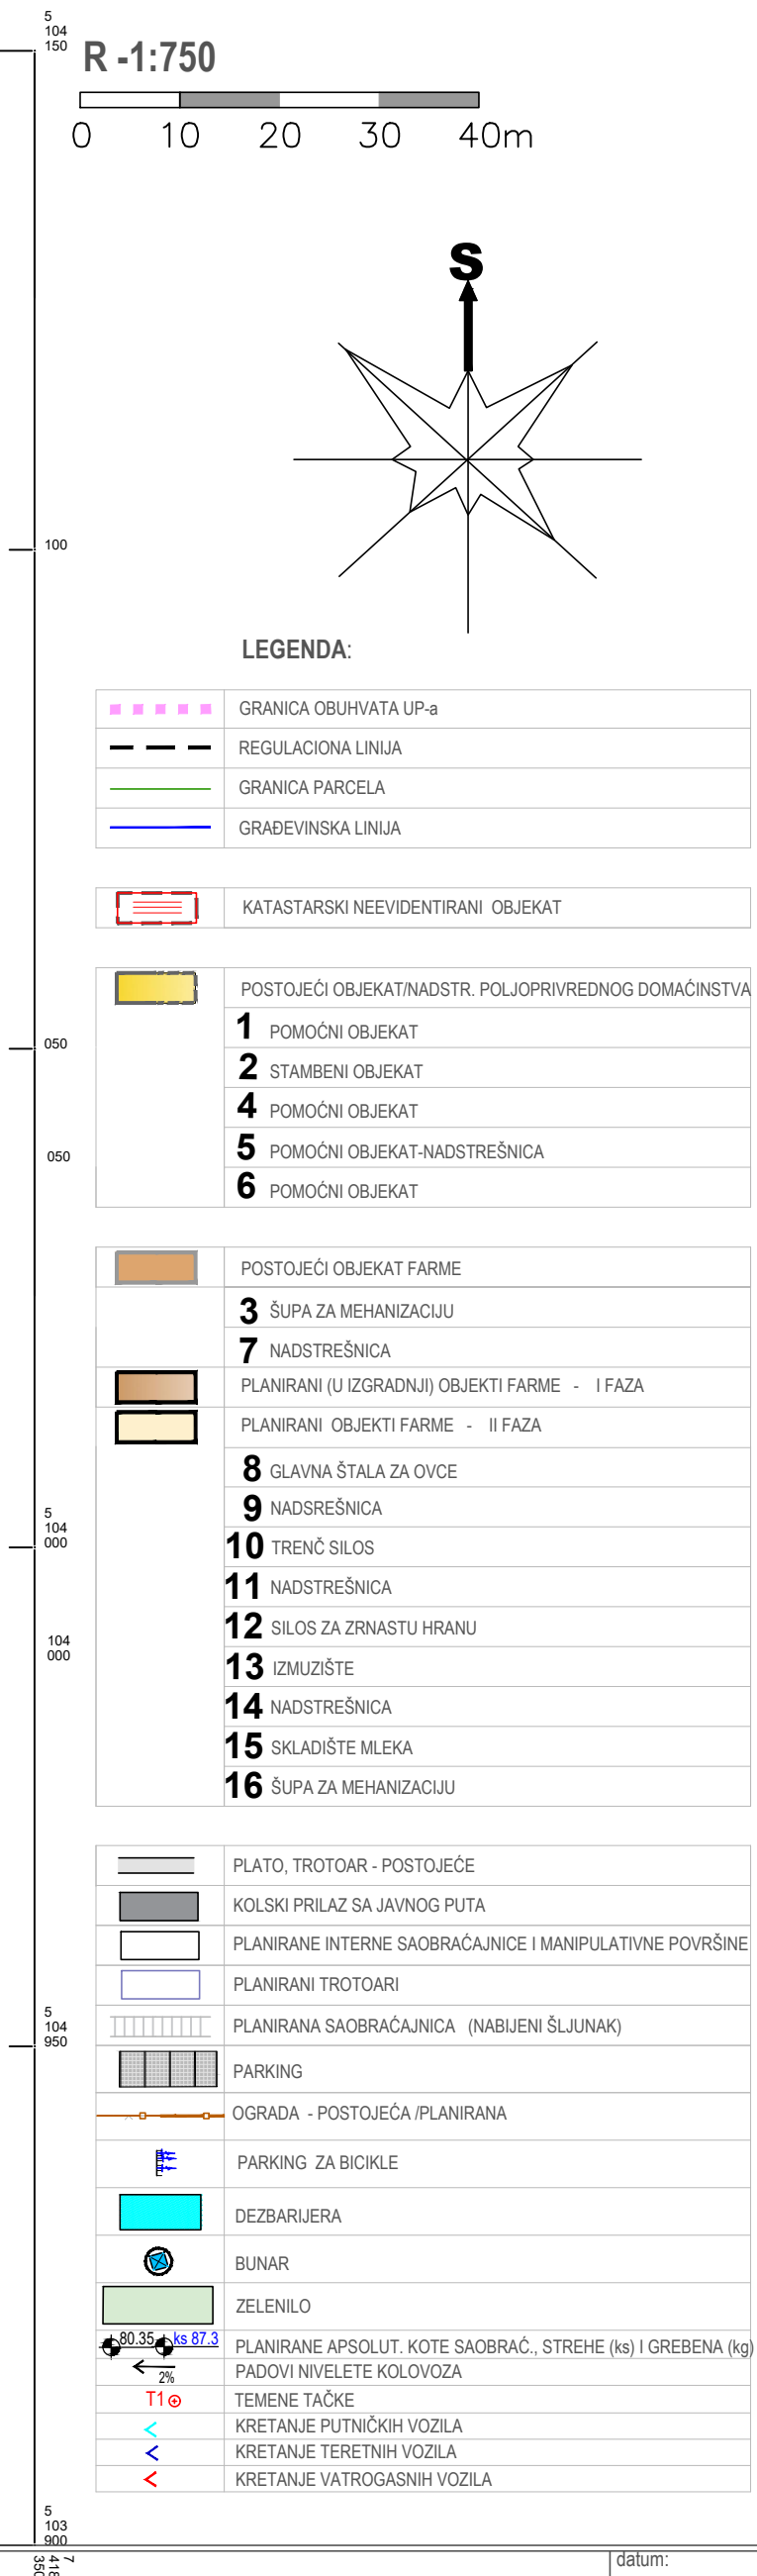 5
104
150
R -1:750
0 10 20 30 40m
S
100
LEGENDA:
GRANICA OBUHVATA UP-a
REGULACIONA LINIJA
GRANICA PARCELA
GRAĐEVINSKA LINIJA
KATASTARSKI NEEVIDENTIRANI OBJEKAT
POSTOJEĆI OBJEKAT/NADSTR. POLJOPRIVREDNOG DOMAĆINSTVA
1 POMOĆNI OBJEKAT
050
2 STAMBENI OBJEKAT
4 POMOĆNI OBJEKAT
5 POMOĆNI OBJEKAT-NADSTREŠNICA
050
6 POMOĆNI OBJEKAT
POSTOJEĆI OBJEKAT FARME
3 ŠUPA ZA MEHANIZACIJU
7 NADSTREŠNICA
PLANIRANI (U IZGRADNJI) OBJEKTI FARME - I FAZA
PLANIRANI OBJEKTI FARME - II FAZA
8 GLAVNA ŠTALA ZA OVCE
9 NADSREŠNICA
5
104
000
10 TRENČ SILOS
11 NADSTREŠNICA
12 SILOS ZA ZRNASTU HRANU
104
000
13 IZMUZIŠTE
14 NADSTREŠNICA
15 SKLADIŠTE MLEKA
16 ŠUPA ZA MEHANIZACIJU
PLATO, TROTOAR - POSTOJEĆE
KOLSKI PRILAZ SA JAVNOG PUTA
PLANIRANE INTERNE SAOBRAĆAJNICE I MANIPULATIVNE POVRŠINE
PLANIRANI TROTOARI
5
104
950
PLANIRANA SAOBRAĆAJNICA (NABIJENI ŠLJUNAK)
PARKING
OGRADA - POSTOJEĆA /PLANIRANA
PARKING ZA BICIKLE
DEZBARIJERA
BUNAR
ZELENILO
80.35 ks 87.3 PLANIRANE APSOLUT. KOTE SAOBRAĆ., STREHE (ks) I GREBENA (kg)
2% PADOVI NIVELETE KOLOVOZA
T1 TEMENE TAČKE
KRETANJE PUTNIČKIH VOZILA
KRETANJE TERETNIH VOZILA
KRETANJE VATROGASNIH VOZILA
5
103
900
7
418
350
datum: